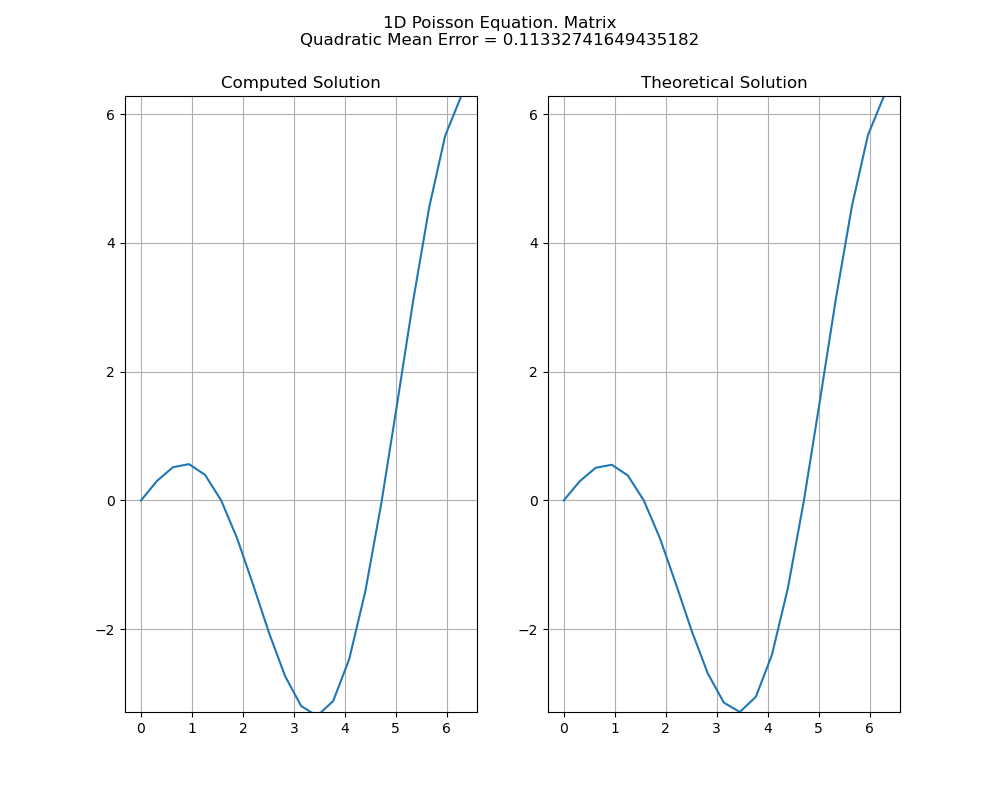 1D Poisson Equation. Matrix
Quadratic Mean Error = 0.11332741649435182
Computed Solution
6
4
2
0
−2
0 1 2 3 4 5 6
Theoretical Solution
6
4
2
0
−2
0 1 2 3 4 5 6